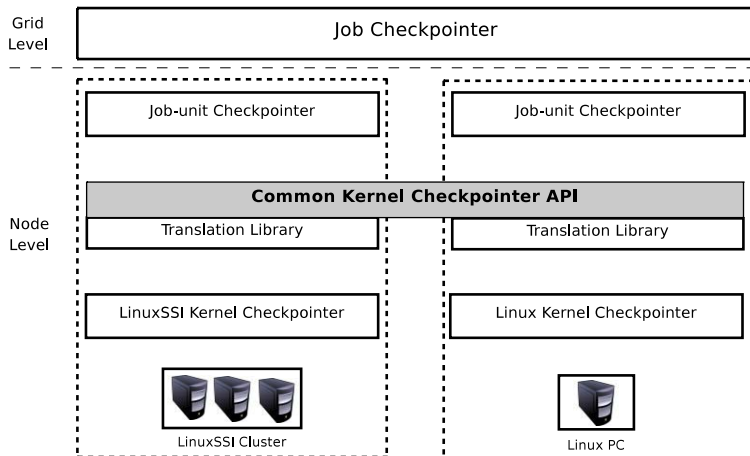 Grid
Level
Job Checkpointer
Job-unit Checkpointer
Job-unit Checkpointer
Common Kernel Checkpointer API
Node
Level
Translation Library
Translation Library
LinuxSSI Kernel Checkpointer
Linux Kernel Checkpointer
LinuxSSI Cluster
Linux PC